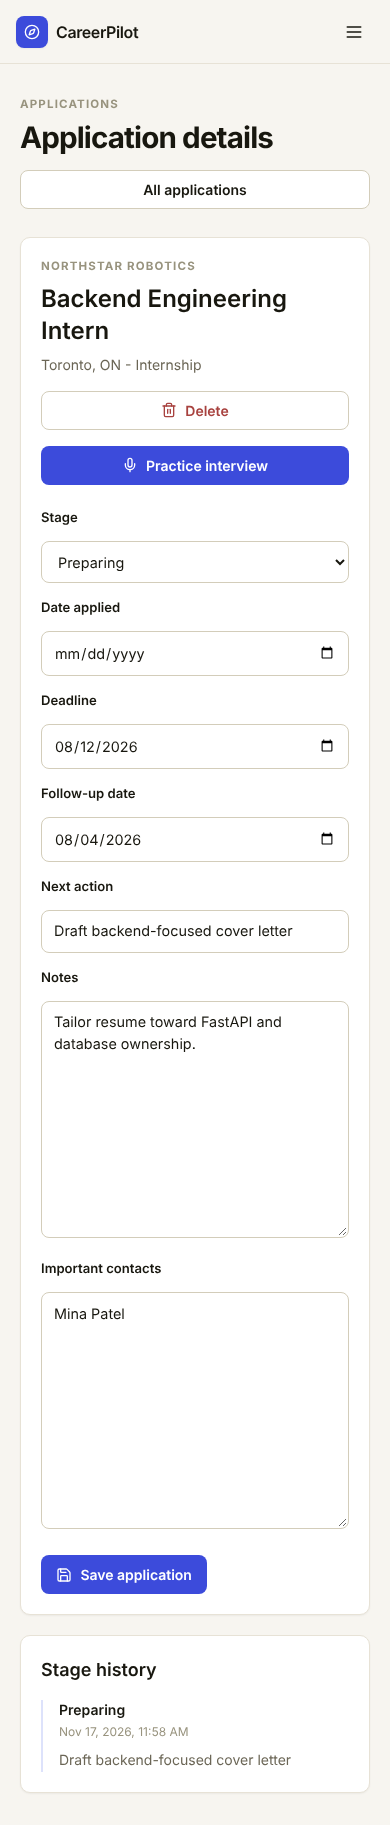 CareerPilot
APPLICATIONS
Application details
All applications
NORTHSTAR ROBOTICS
Backend Engineering
Intern
Toronto, ON - Internship
Delete
Practice interview
Stage
Preparing
Date applied
mm/dd/yyyy
Deadline
08/12/2026
Follow-up date
08/04/2026
Next action
Draft backend-focused cover letter
Notes
Tailor resume toward FastAPI and
database ownership.
Important contacts
Mina Patel
Save application
Stage history
Preparing
Nov 17, 2026, 11:58 AM
Draft backend-focused cover letter